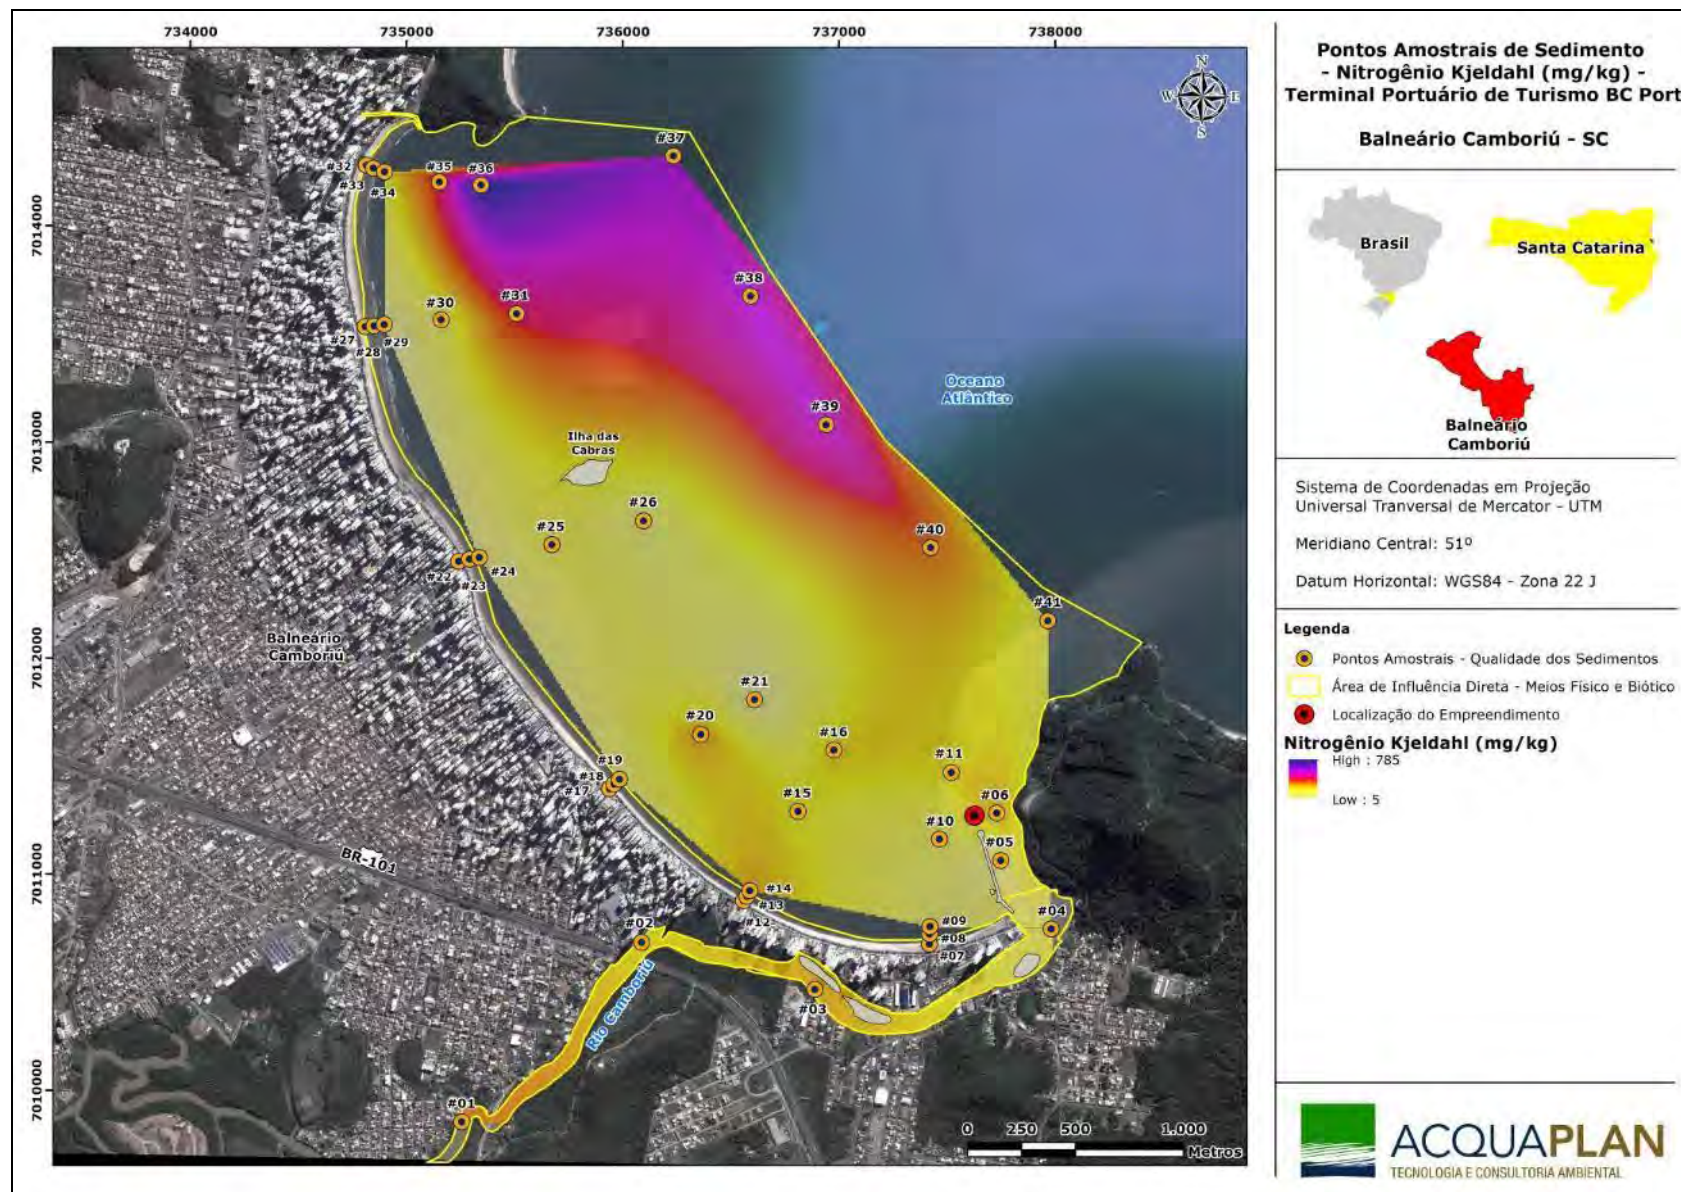 734000
735000
736000
737000
738000
7014000
7013000
7012000
7011000
7010000
N
W
E
S
#37
#32
#33
#34
#35
#36
#38
#30
#31
#27
#28
#29
#39
Oceano
Atlântico
Ilha das
Cabras
#26
#25
#40
#22
#23
#24
#41
Balneário
Camboriú
#21
#20
#16
#19
#18
#17
#11
#15
#06
#10
#05
BR-101
#14
#13
#12
#09
#08
#07
#04
#02
#03
Rio Camboriú
#01
0
250
500
1.000
Metros
Pontos Amostrais de Sedimento
- Nitrogênio Kjeldahl (mg/kg) -
Terminal Portuário de Turismo BC Port
Balneário Camboriú - SC
Brasil
Santa Catarina
Balneário
Camboriú
Sistema de Coordenadas em Projeção
Universal Tranversal de Mercator - UTM
Meridiano Central: 51º
Datum Horizontal: WGS84 - Zona 22 J
Legenda
Pontos Amostrais - Qualidade dos Sedimentos
Área de Influência Direta - Meios Físico e Biótico
Localização do Empreendimento
Nitrogênio Kjeldahl (mg/kg)
High : 785
Low : 5
ACQUAPLAN
TECNOLOGIA E CONSULTORIA AMBIENTAL